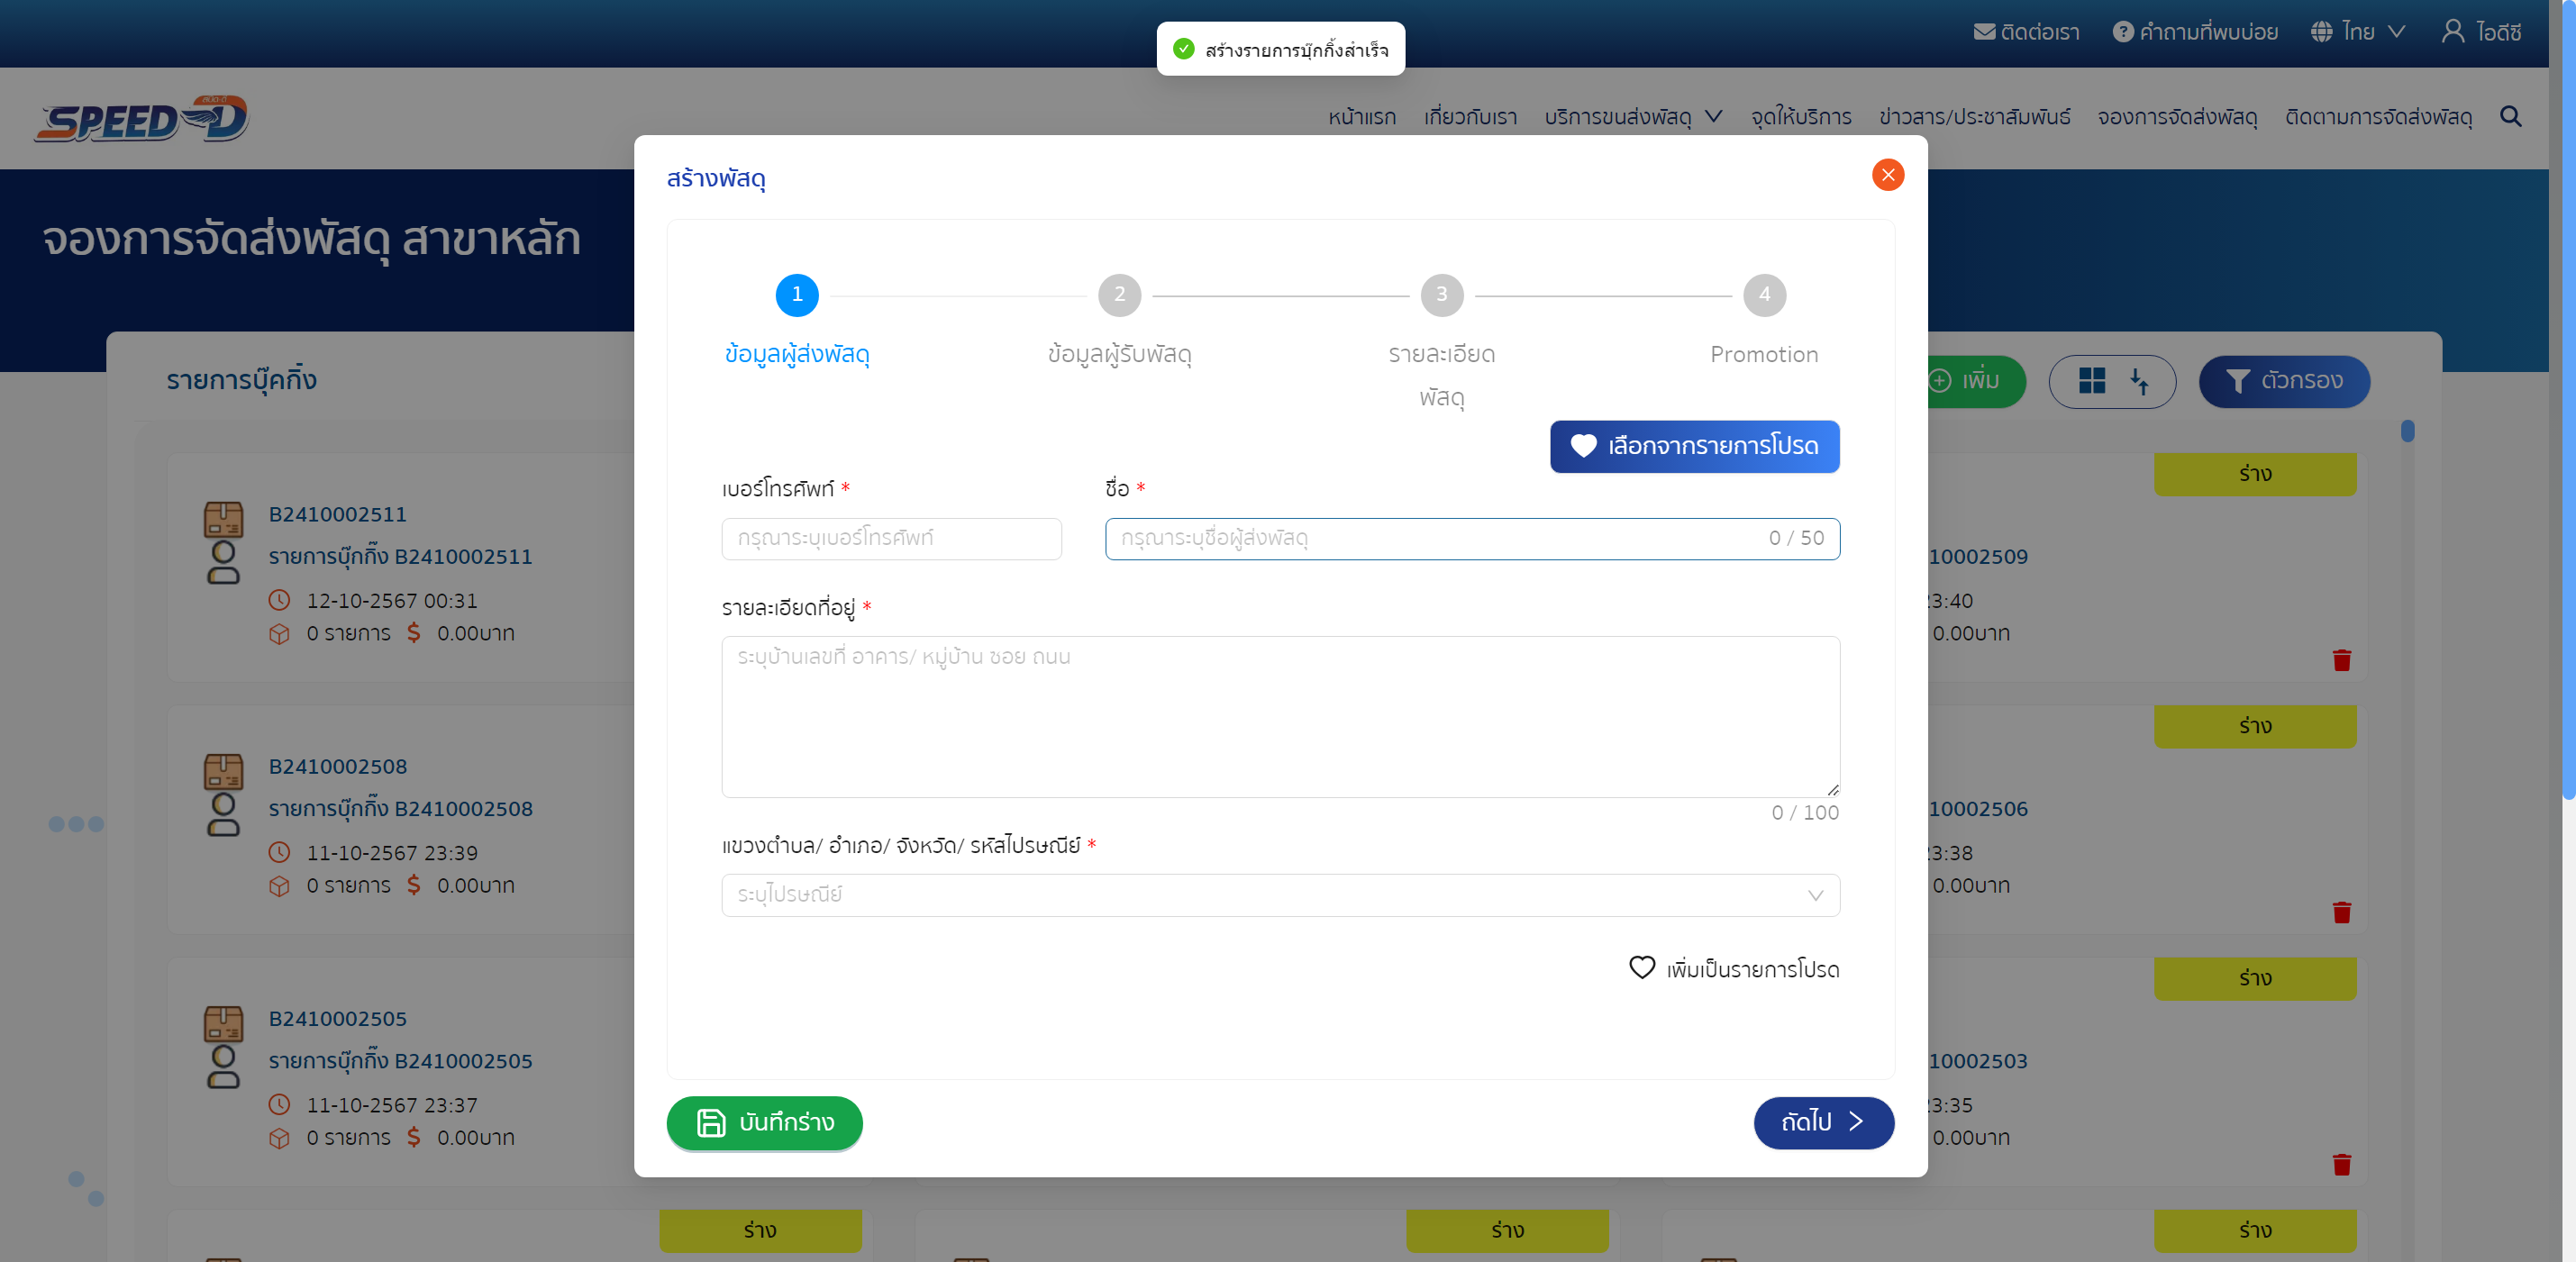 สร้างรายการบุ๊กกิ้งสำเร็จ
ติดต่อเรา
คำถามที่พบบ่อย
ไทย
ไอดีซี
สปีด-ดี
SPEED-D
หน้าแรก
เกี่ยวกับเรา
บริการขนส่งพัสดุ
จุดให้บริการ
ข่าวสาร/ประชาสัมพันธ์
จองการจัดส่งพัสดุ
ติดตามการจัดส่งพัสดุ
จองการจัดส่งพัสดุ สาขาหลัก
สร้างพัสดุ
1
2
3
4
ข้อมูลผู้ส่งพัสดุ
ข้อมูลผู้รับพัสดุ
รายละเอียด
พัสดุ
Promotion
เลือกจากรายการโปรด
เบอร์โทรศัพท์ *
ชื่อ *
กรุณาระบุเบอร์โทรศัพท์
กรุณาระบุชื่อผู้ส่งพัสดุ
0 / 50
รายละเอียดที่อยู่ *
ระบุบ้านเลขที่ อาคาร/ หมู่บ้าน ซอย ถนน
0 / 100
แขวงตำบล/ อำเภอ/ จังหวัด/ รหัสไปรษณีย์ *
ระบุไปรษณีย์
เพิ่มเป็นรายการโปรด
บันทึกร่าง
ถัดไป
รายการบุ๊คกิ้ง
เพิ่ม
ตัวกรอง
B2410002511
รายการบุ๊กกิ๊ง B2410002511
12-10-2567 00:31
0 รายการ $ 0.00บาท
ร่าง
10002509
23:40
0.00บาท
B2410002508
รายการบุ๊กกิ๊ง B2410002508
11-10-2567 23:39
0 รายการ $ 0.00บาท
ร่าง
10002506
23:38
0.00บาท
B2410002505
รายการบุ๊กกิ๊ง B2410002505
11-10-2567 23:37
0 รายการ $ 0.00บาท
ร่าง
10002503
23:35
0.00บาท
ร่าง
ร่าง
ร่าง